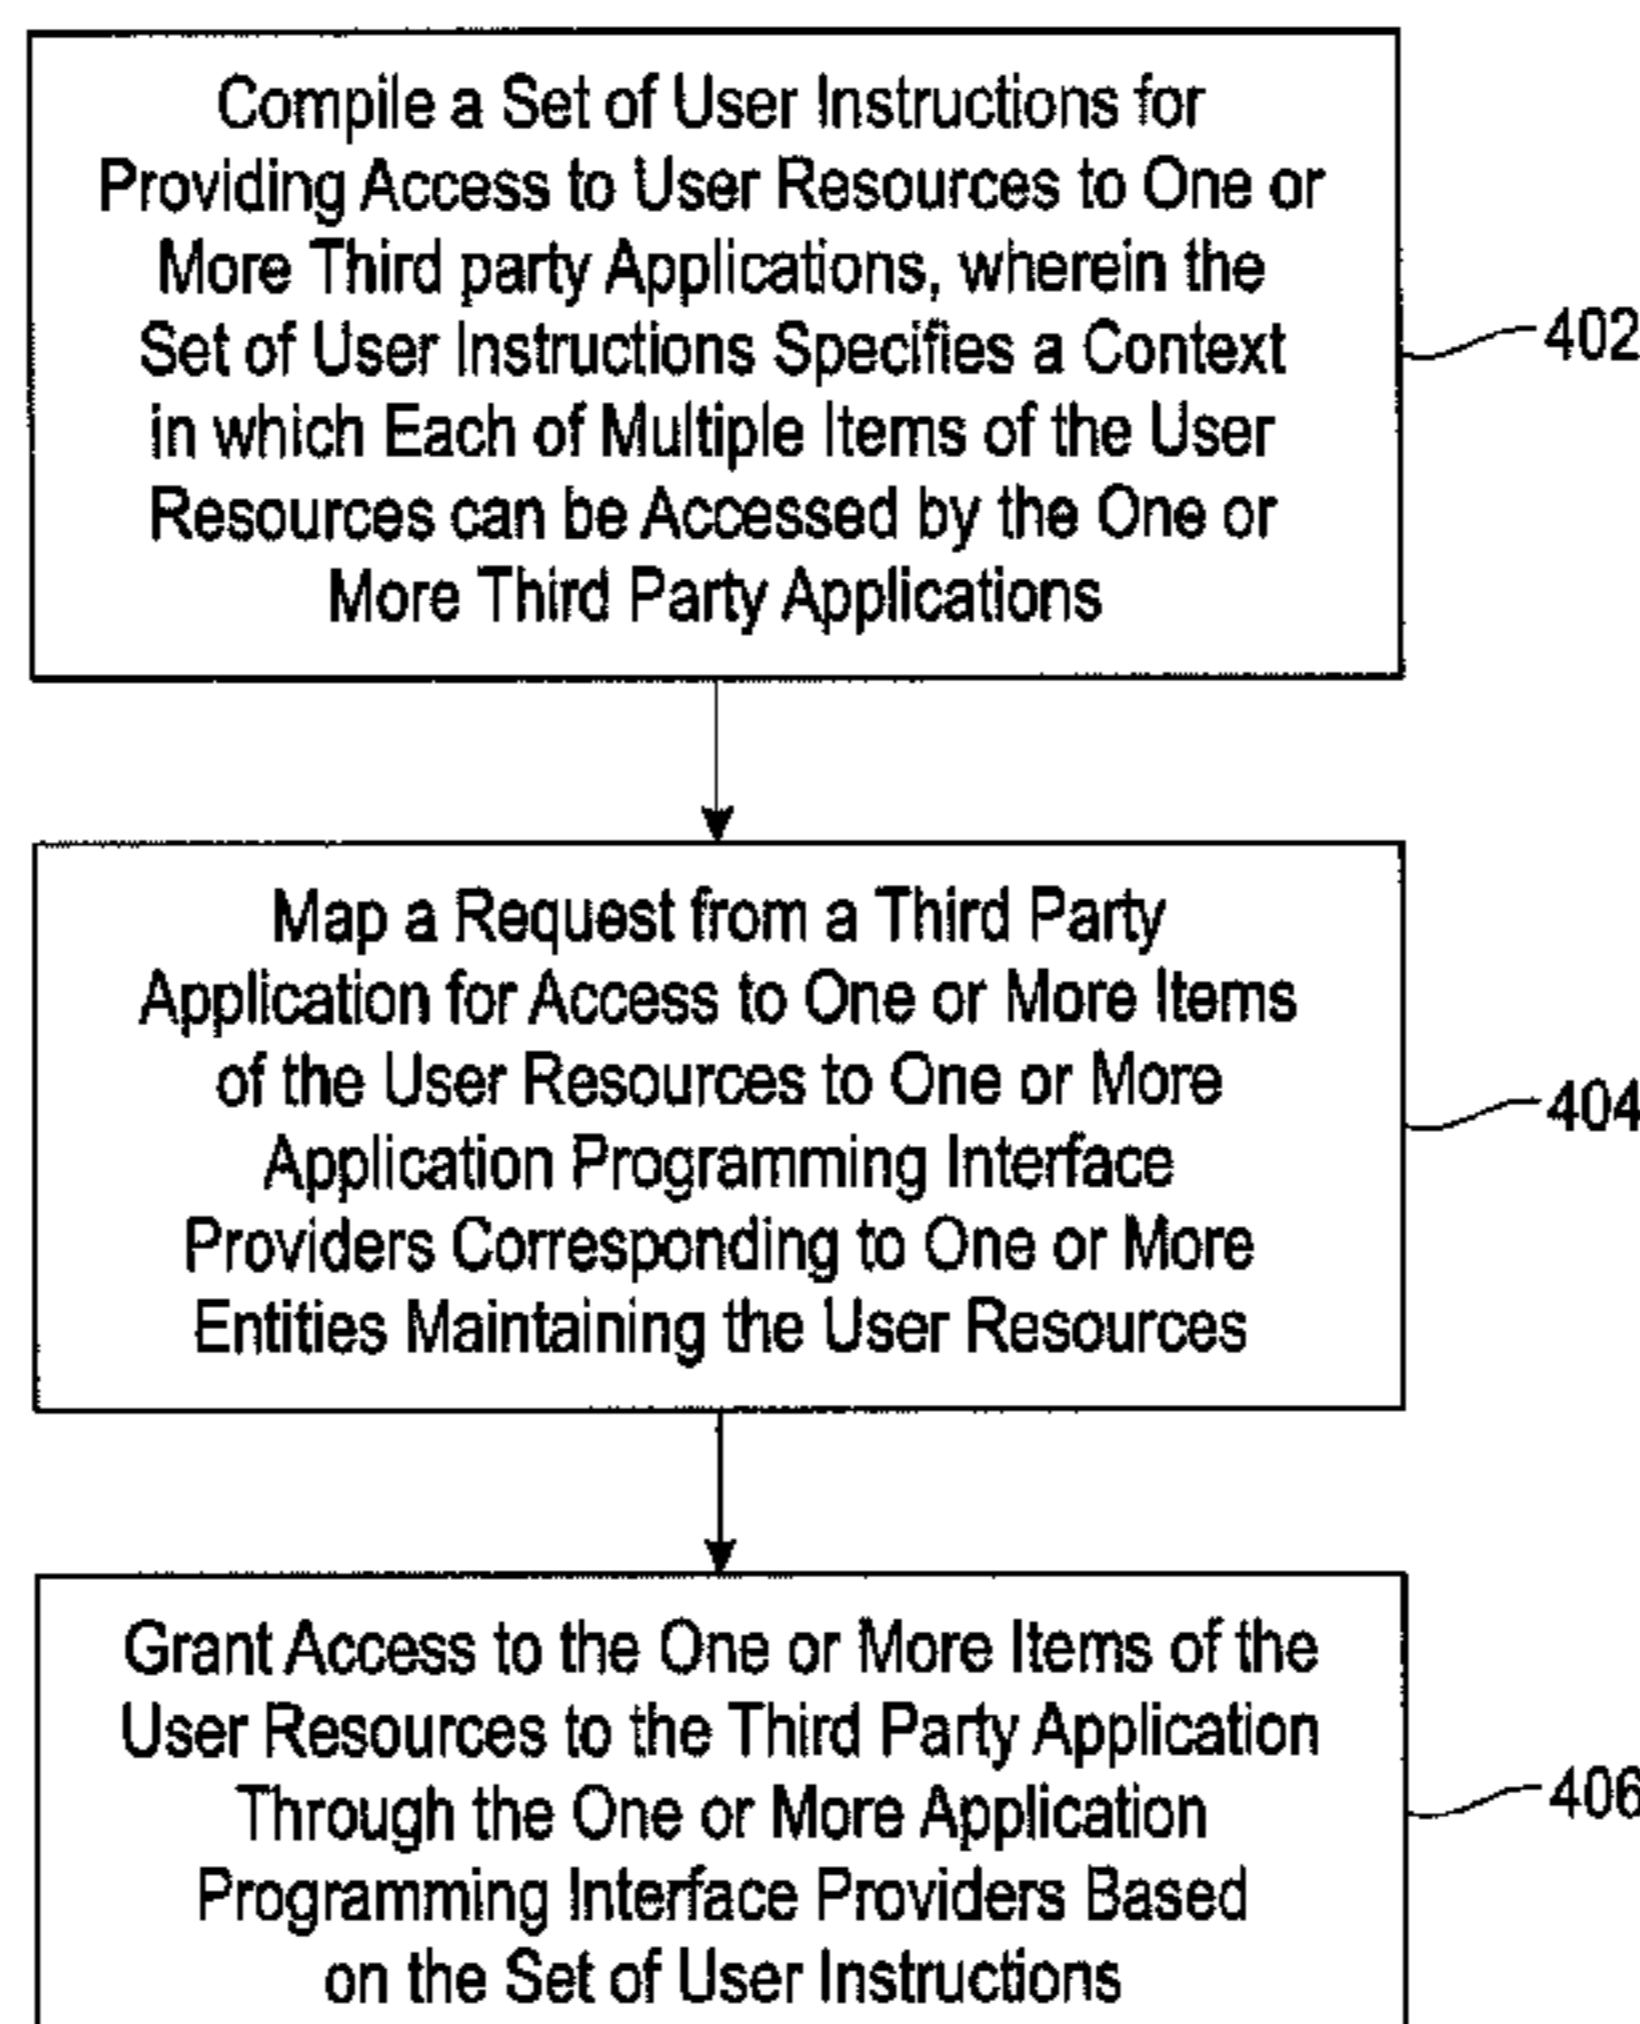 Compile a Set of User Instructions for
Providing Access to User Resources to One or
More Third party Applications, wherein the
Set of User Instructions Specifies a Context
in which Each of Multiple Items of the User
Resources can be Accessed by the One or
More Third Party Applications
402
Map a Request from a Third Party
Application for Access to One or More Items
of the User Resources to One or More
Application Programming Interface
Providers Corresponding to One or More
Entities Maintaining the User Resources
404
Grant Access to the One or More Items of the
User Resources to the Third Party Application
Through the One or More Application
Programming Interface Providers Based
on the Set of User Instructions
406